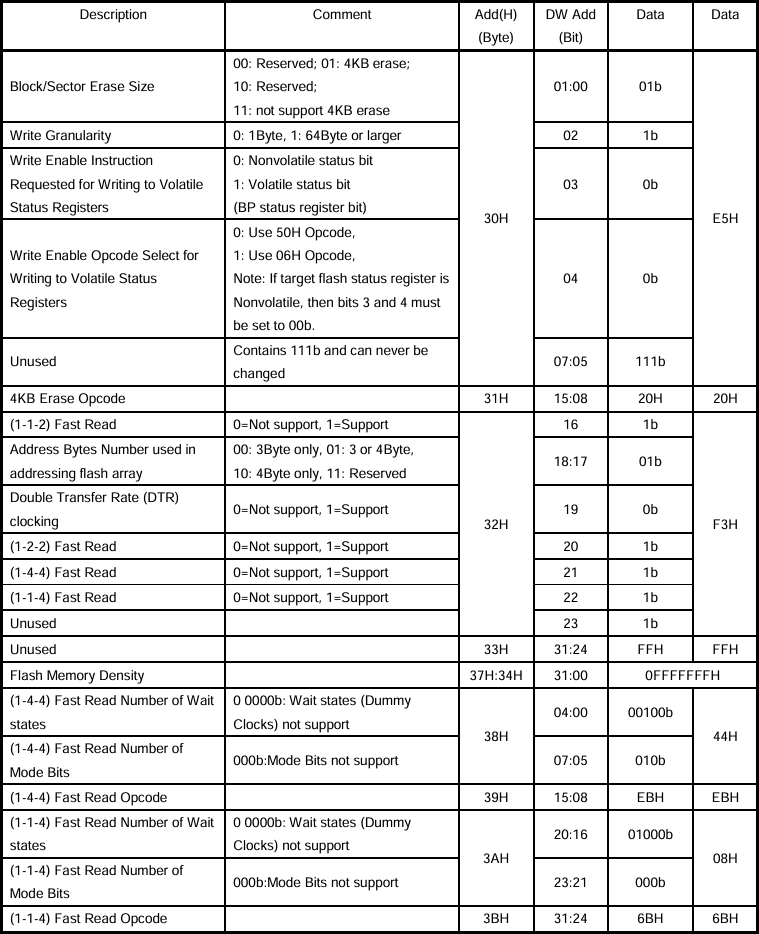 Description Comment Add(H) (Byte) DW Add (Bit) Data Data
Block/Sector Erase Size 00: Reserved; 01: 4KB erase; 10: Reserved; 11: not support 4KB erase 30H 01:00 01b E5H
Write Granularity 0: 1Byte, 1: 64Byte or larger 02 1b
Write Enable Instruction Requested for Writing to Volatile Status Registers 0: Nonvolatile status bit 1: Volatile status bit (BP status register bit) 03 0b
Write Enable Opcode Select for Writing to Volatile Status Registers 0: Use 50H Opcode, 1: Use 06H Opcode, Note: If target flash status register is Nonvolatile, then bits 3 and 4 must be set to 00b. 04 0b
Unused Contains 111b and can never be changed 07:05 111b
4KB Erase Opcode 31H 15:08 20H 20H
(1-1-2) Fast Read 0=Not support, 1=Support 32H 16 1b F3H
Address Bytes Number used in addressing flash array 00: 3Byte only, 01: 3 or 4Byte, 10: 4Byte only, 11: Reserved 18:17 01b
Double Transfer Rate (DTR) clocking 0=Not support, 1=Support 19 0b
(1-2-2) Fast Read 0=Not support, 1=Support 20 1b
(1-4-4) Fast Read 0=Not support, 1=Support 21 1b
(1-1-4) Fast Read 0=Not support, 1=Support 22 1b
Unused 23 1b
Unused 33H 31:24 FFH FFH
Flash Memory Density 37H:34H 31:00 0FFFFFFFH
(1-4-4) Fast Read Number of Wait states 0 0000b: Wait states (Dummy Clocks) not support 38H 04:00 00100b 44H
(1-4-4) Fast Read Number of Mode Bits 000b:Mode Bits not support 07:05 010b
(1-4-4) Fast Read Opcode 39H 15:08 EBH EBH
(1-1-4) Fast Read Number of Wait states 0 0000b: Wait states (Dummy Clocks) not support 3AH 20:16 01000b 08H
(1-1-4) Fast Read Number of Mode Bits 000b:Mode Bits not support 23:21 000b
(1-1-4) Fast Read Opcode 3BH 31:24 6BH 6BH